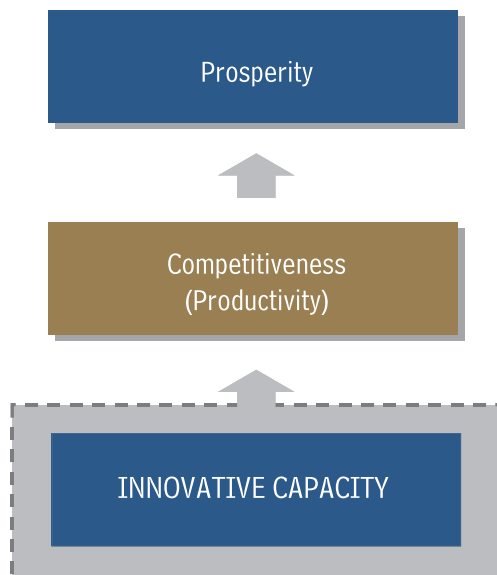 Prosperity
Competitiveness
(Productivity)
INNOVATIVE CAPACITY